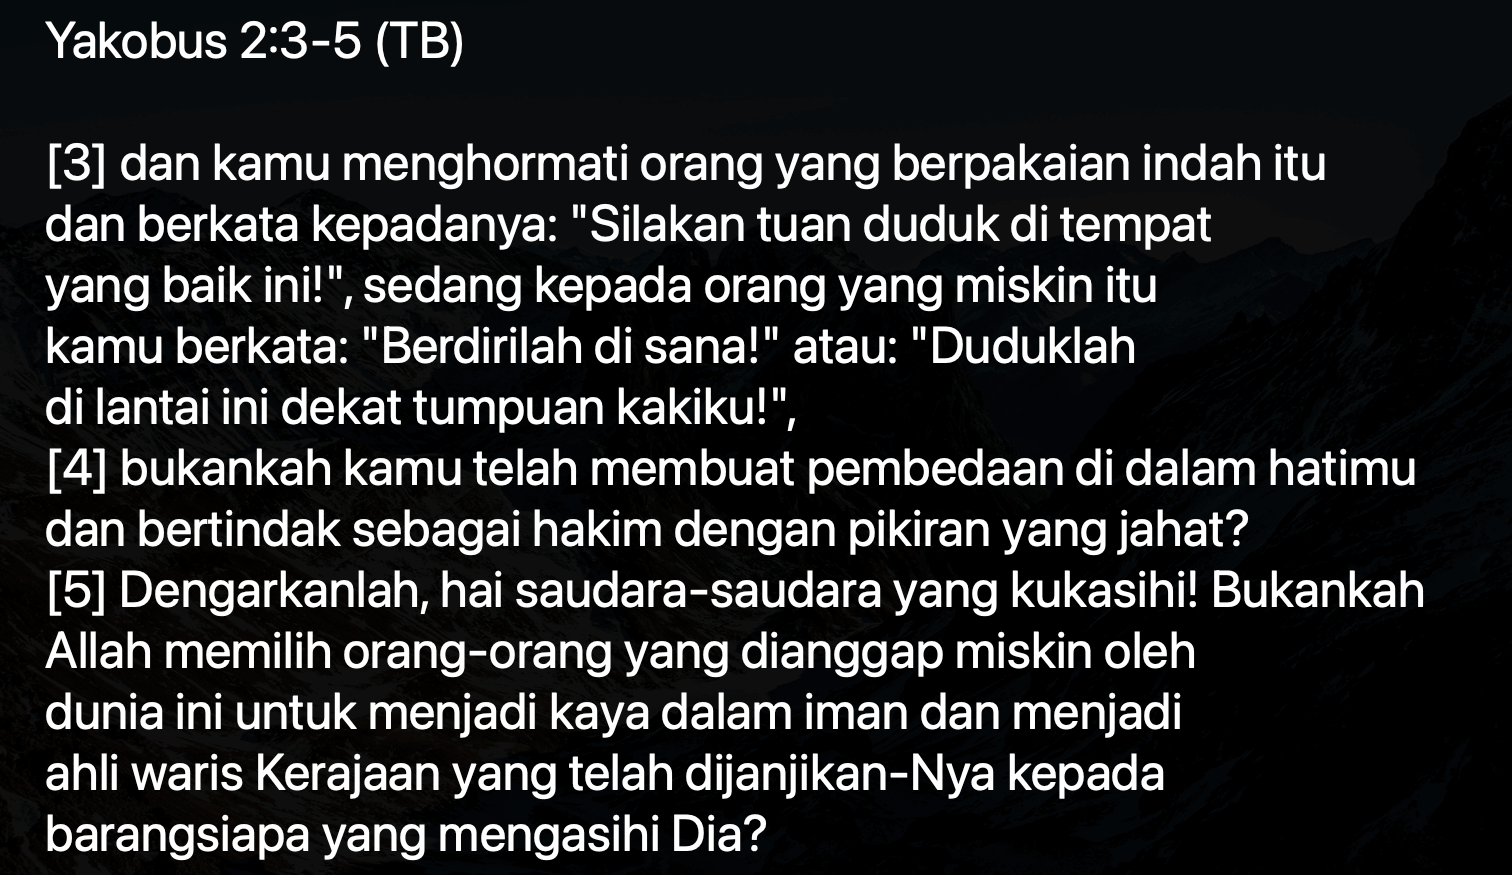 Yakobus 2:3-5 (TB)
[3] dan kamu menghormati orang yang berpakaian indah itu
dan berkata kepadanya: "Silakan tuan duduk di tempat
yang baik ini!", sedang kepada orang yang miskin itu
kamu berkata: "Berdirilah di sana!" atau: "Duduklah
di lantai ini dekat tumpuan kakiku!",
[4] bukankah kamu telah membuat pembedaan di dalam hatimu
dan bertindak sebagai hakim dengan pikiran yang jahat?
[5] Dengarkanlah, hai saudara-saudara yang kukasihi! Bukankah
Allah memilih orang-orang yang dianggap miskin oleh
dunia ini untuk menjadi kaya dalam iman dan menjadi
ahli waris Kerajaan yang telah dijanjikan-Nya kepada
barangsiapa yang mengasihi Dia?